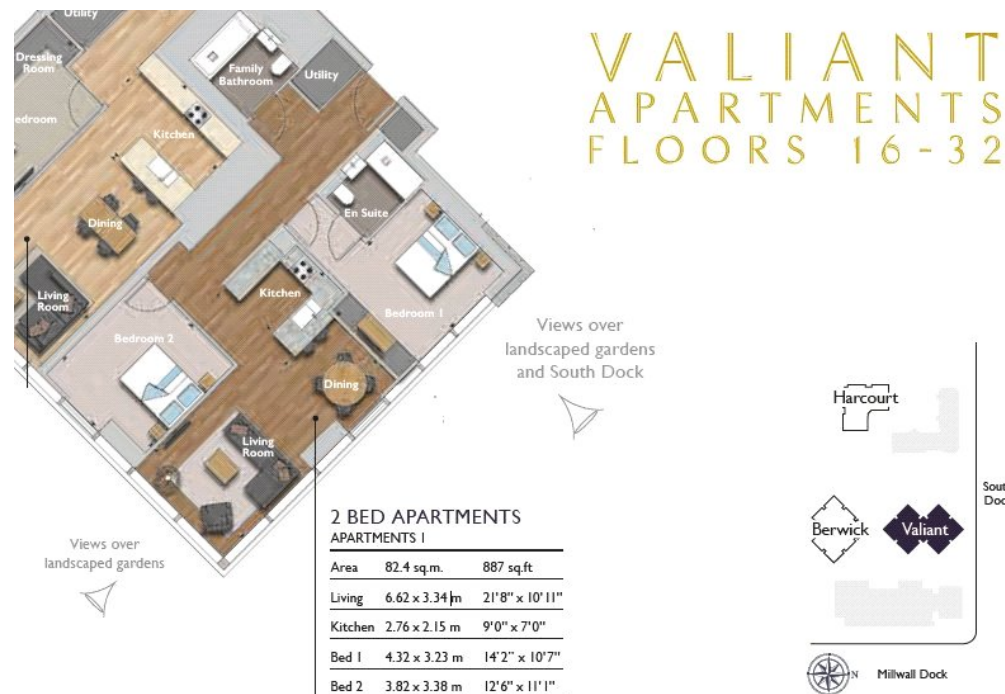 VALIANT
APARTMENTS
FLOORS 16-32
Utility
Dressing
Room
edroom
Family
Bathroom
Utility
Kitchen
Dining
Living
Room
En Suite
Kitchen
Bedroom 1
Bedroom 2
Dining
Living
Room
Views over
landscaped gardens
and South Dock
Views over
landscaped gardens
2 BED APARTMENTS
APARTMENTS 1
Area 82.4 sq.m. 887 sq.ft
Living 6.62 x 3.34 m 21'8" x 10'11"
Kitchen 2.76 x 2.15 m 9'0" x 7'0"
Bed 1 4.32 x 3.23 m 14'2" x 10'7"
Bed 2 3.82 x 3.38 m 12'6" x 11'1"
Harcourt
Sout
Doc
Berwick
Valiant
N
Millwall Dock